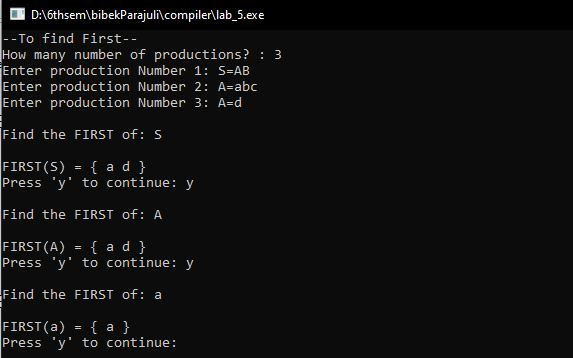 D:\6thsem\bibekParajuli\compiler\lab_5.exe
--To find First--
How many number of productions? : 3
Enter production Number 1: S=AB
Enter production Number 2: A=abc
Enter production Number 3: A=d
Find the FIRST of: S
FIRST(S) = { a d }
Press 'y' to continue: y
Find the FIRST of: A
FIRST(A) = { a d }
Press 'y' to continue: y
Find the FIRST of: a
FIRST(a) = { a }
Press 'y' to continue: